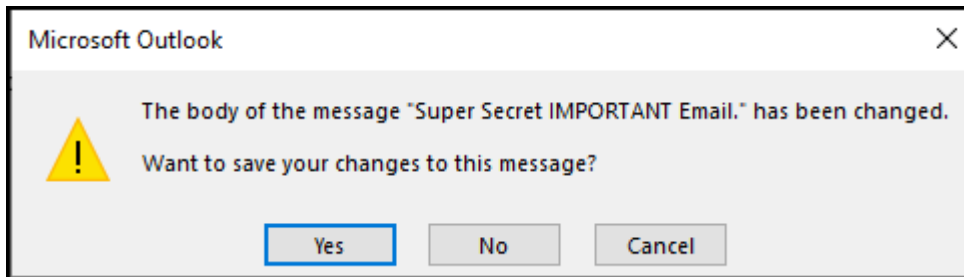 Microsoft Outlook
The body of the message "Super Secret IMPORTANT Email." has been changed.
Want to save your changes to this message?
Yes
No
Cancel